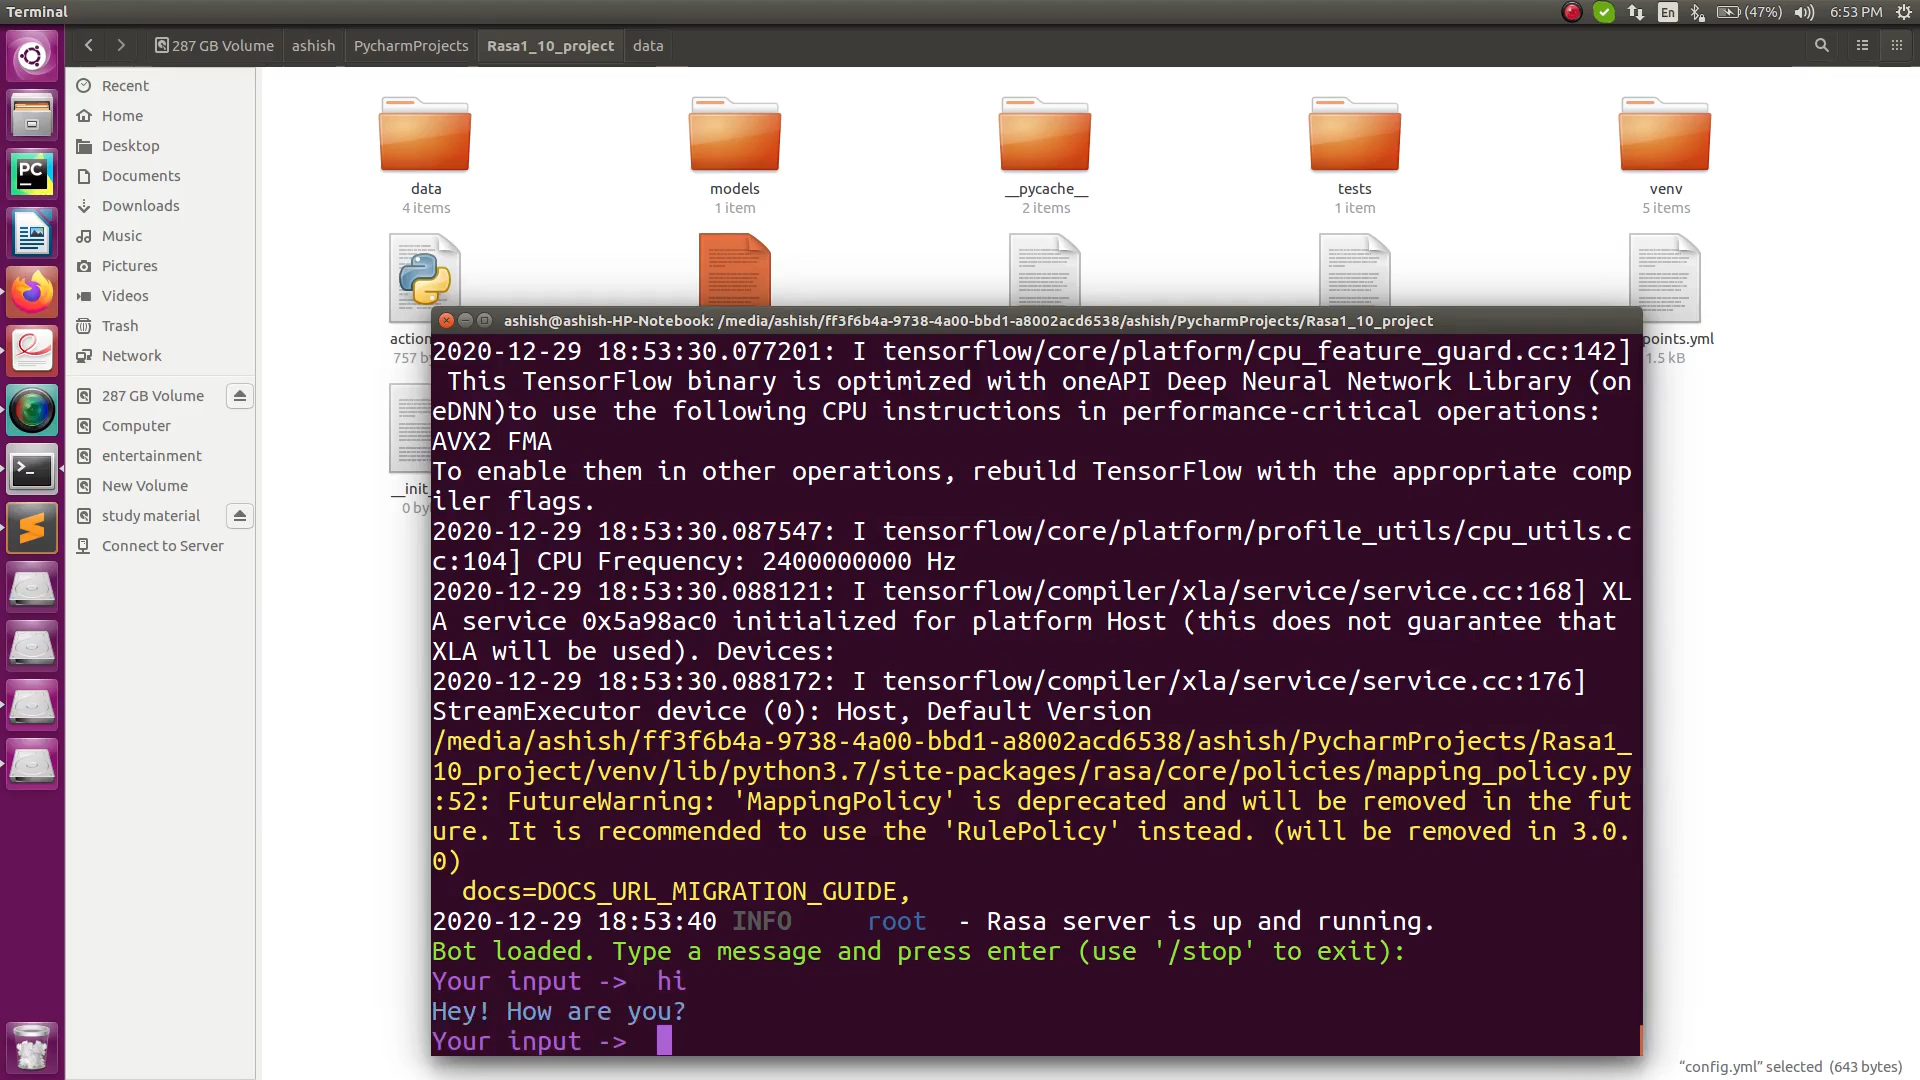 Terminal
En
(47%)
6:53 PM
287 GB Volume
ashish
PycharmProjects
Rasa1_10_project
data
Recent
Home
Desktop
Documents
Downloads
Music
Pictures
Videos
Trash
Network
287 GB Volume
Computer
entertainment
New Volume
study material
Connect to Server
PC
data
4 items
models
1 item
__pycache__
2 items
tests
1 item
venv
5 items
action
757 by
points.yml
1.5 kB
__init_
0 by
ashish@ashish-HP-Notebook: /media/ashish/ff3f6b4a-9738-4a00-bbd1-a8002acd6538/ashish/PycharmProjects/Rasa1_10_project
2020-12-29 18:53:30.077201: I tensorflow/core/platform/cpu_feature_guard.cc:142]
This TensorFlow binary is optimized with oneAPI Deep Neural Network Library (on
eDNN)to use the following CPU instructions in performance-critical operations:
AVX2 FMA
To enable them in other operations, rebuild TensorFlow with the appropriate comp
iler flags.
2020-12-29 18:53:30.087547: I tensorflow/core/platform/profile_utils/cpu_utils.c
c:104] CPU Frequency: 2400000000 Hz
2020-12-29 18:53:30.088121: I tensorflow/compiler/xla/service/service.cc:168] XL
A service 0x5a98ac0 initialized for platform Host (this does not guarantee that
XLA will be used). Devices:
2020-12-29 18:53:30.088172: I tensorflow/compiler/xla/service/service.cc:176]
StreamExecutor device (0): Host, Default Version
/media/ashish/ff3f6b4a-9738-4a00-bbd1-a8002acd6538/ashish/PycharmProjects/Rasa1_
10_project/venv/lib/python3.7/site-packages/rasa/core/policies/mapping_policy.py
:52: FutureWarning: 'MappingPolicy' is deprecated and will be removed in the fut
ure. It is recommended to use the 'RulePolicy' instead. (will be removed in 3.0.
0)
docs=DOCS_URL_MIGRATION_GUIDE,
2020-12-29 18:53:40 INFO root - Rasa server is up and running.
Bot loaded. Type a message and press enter (use '/stop' to exit):
Your input -> hi
Hey! How are you?
Your input ->
"config.yml" selected (643 bytes)